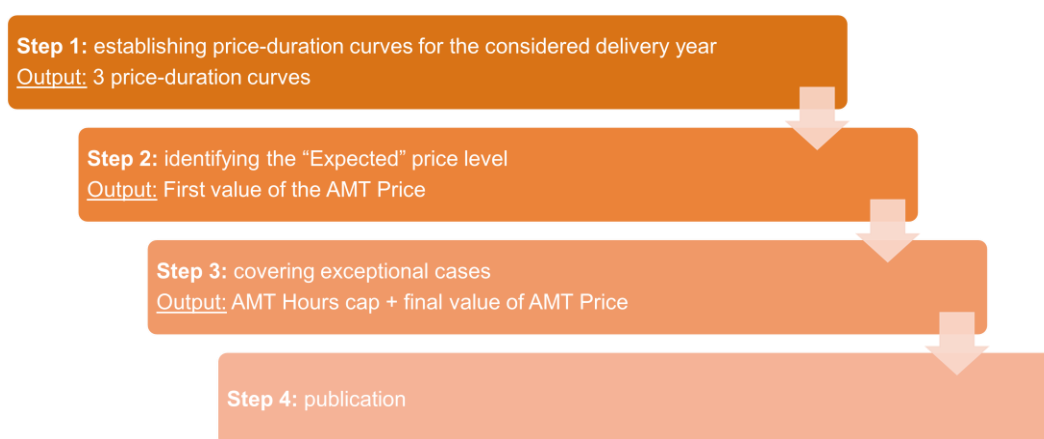 Step 1: establishing price-duration curves for the considered delivery year
Output: 3 price-duration curves
Step 2: identifying the “Expected” price level
Output: First value of the AMT Price
Step 3: covering exceptional cases
Output: AMT Hours cap + final value of AMT Price
Step 4: publication